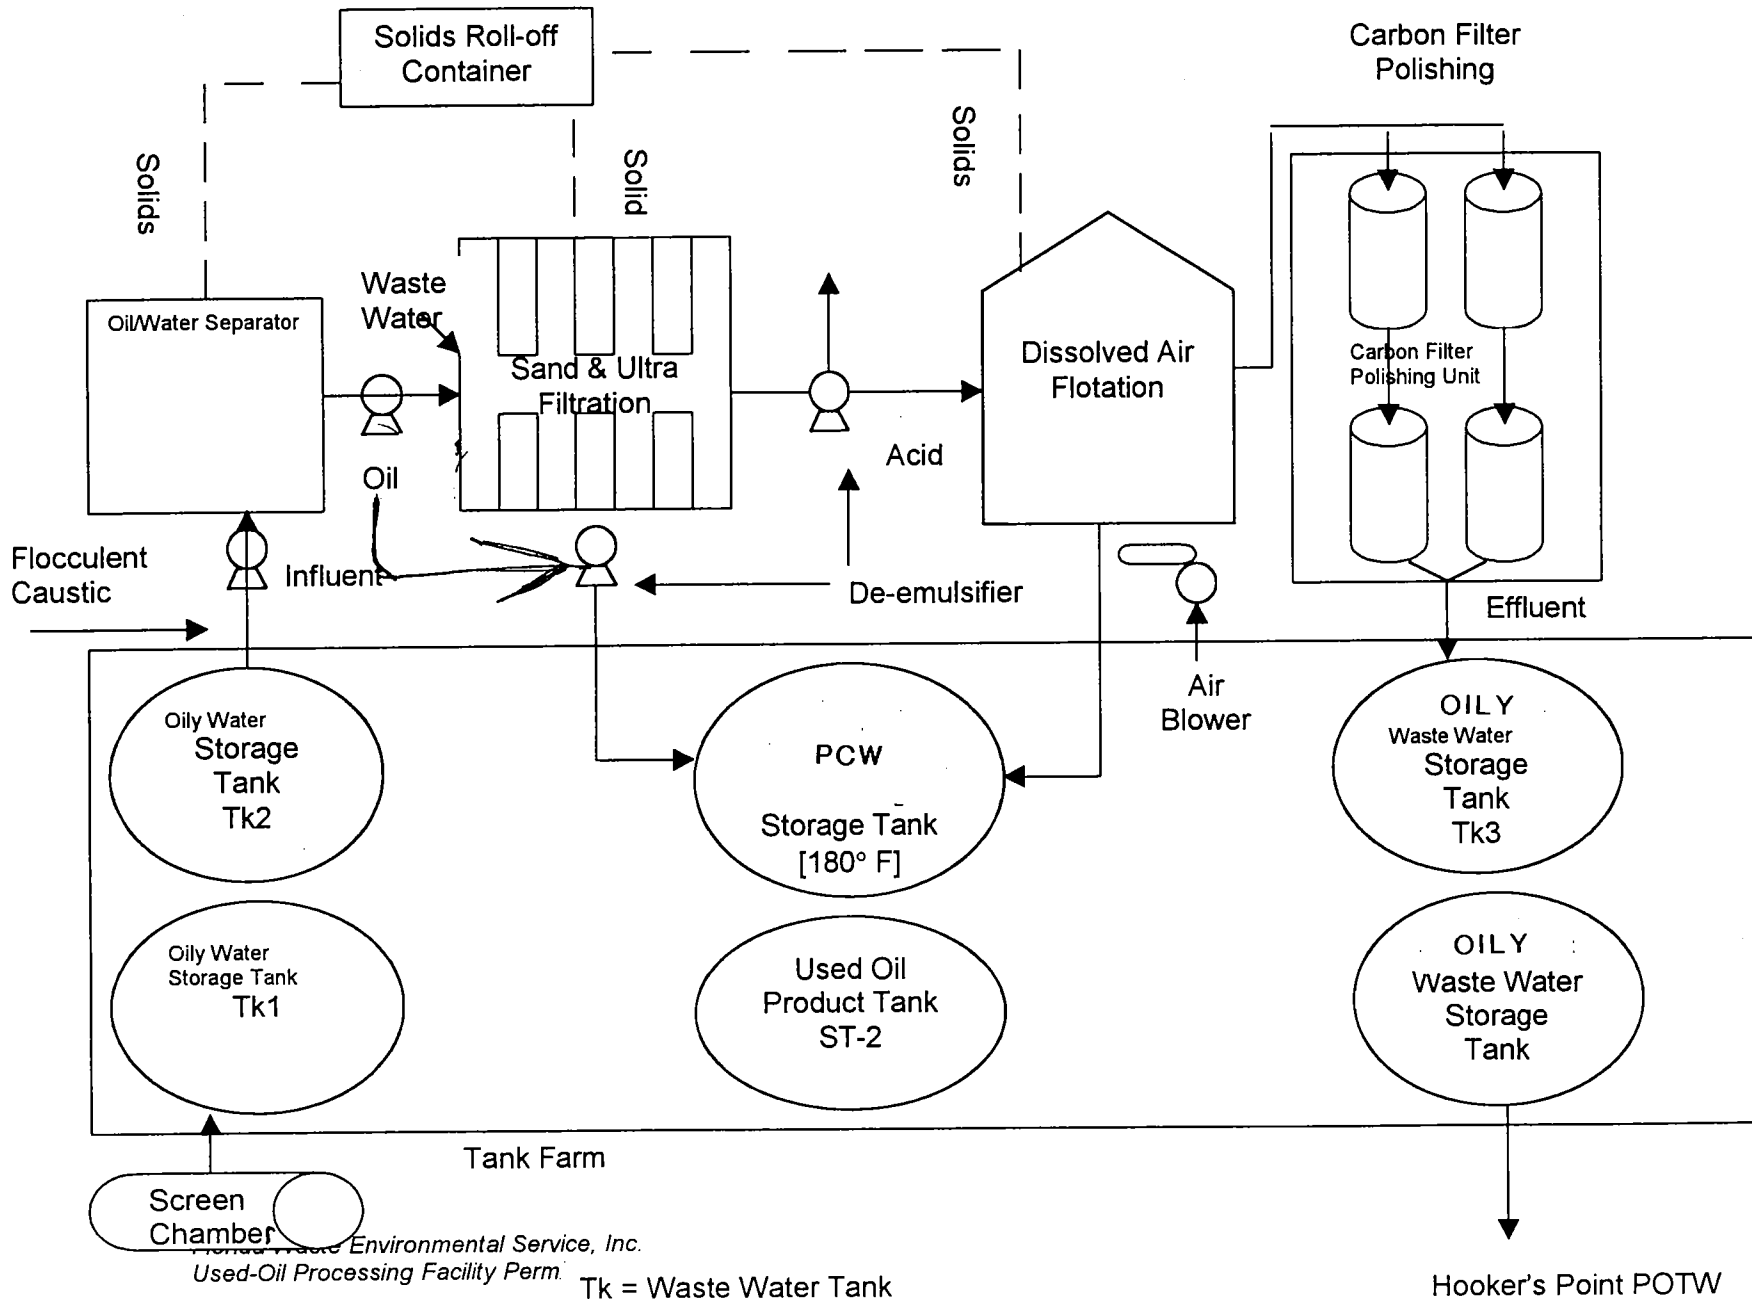 Solids Roll-off
Container
Carbon Filter
Polishing
Solids
Solid
Solids
Waste
Water
Oil/Water Separator
Sand & Ultra
Filtration
Dissolved Air
Flotation
Carbon Filter
Polishing Unit
Acid
Oil
Flocculent
Caustic
Influent
De-emulsifier
Effluent
Air
Blower
Oily Water
Storage
Tank
Tk2
PCW
Storage Tank
[180° F]
OILY
Waste Water
Storage
Tank
Tk3
Oily Water
Storage Tank
Tk1
Used Oil
Product Tank
ST-2
OILY
Waste Water
Storage
Tank
Tank Farm
Screen
Chamber
Environmental Service, Inc.
Used-Oil Processing Facility Perm
Tk = Waste Water Tank
Hooker's Point POTW